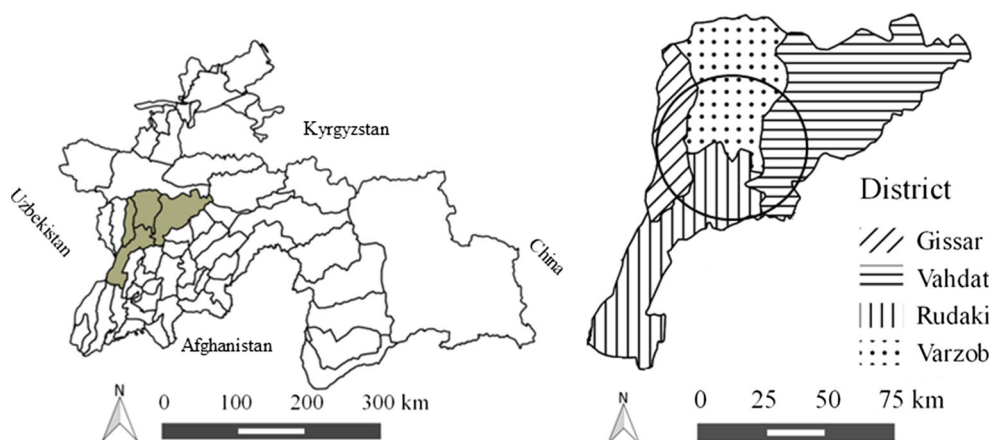 Kyrgyzstan
Uzbekistan
China
Afghanistan
N
0 100 200 300 km
District
Gissar
Vahdat
Rudaki
Varzob
N
0 25 50 75 km